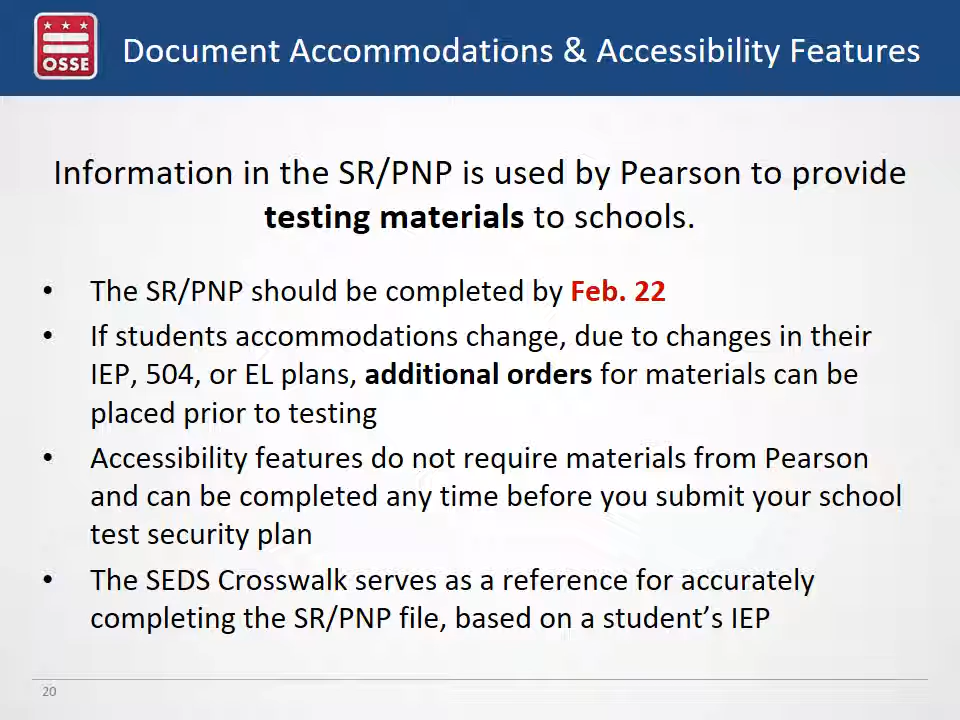 OSSE
Document Accommodations & Accessibility Features
Information in the SR/PNP is used by Pearson to provide
testing materials to schools.
• The SR/PNP should be completed by Feb. 22
• If students accommodations change, due to changes in their
IEP, 504, or EL plans, additional orders for materials can be
placed prior to testing
• Accessibility features do not require materials from Pearson
and can be completed any time before you submit your school
test security plan
• The SEDS Crosswalk serves as a reference for accurately
completing the SR/PNP file, based on a student’s IEP
20